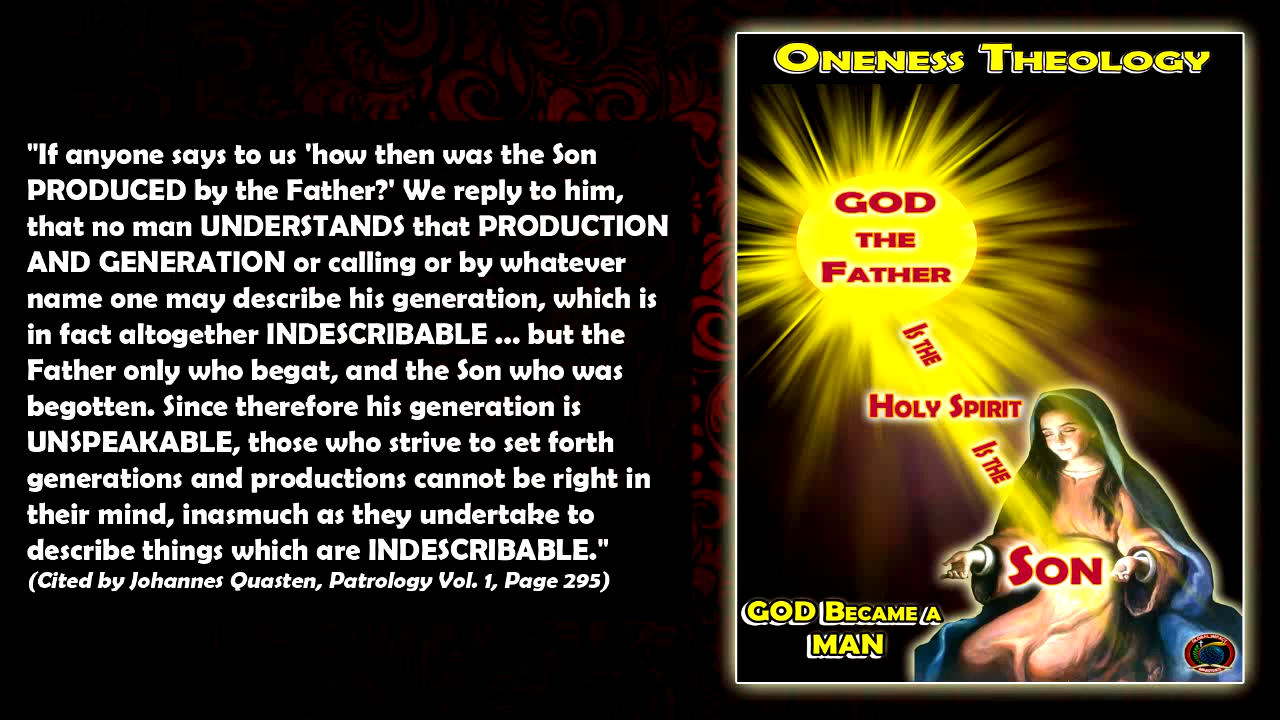 "If anyone says to us 'how then was the Son
PRODUCED by the Father?' We reply to him,
that no man UNDERSTANDS that PRODUCTION
AND GENERATION or calling or by whatever
name one may describe his generation, which is
in fact altogether INDESCRIBABLE ... but the
Father only who begat, and the Son who was
begotten. Since therefore his generation is
UNSPEAKABLE, those who strive to set forth
generations and productions cannot be right in
their mind, inasmuch as they undertake to
describe things which are INDESCRIBABLE."
(Cited by Johannes Quasten, Patrology Vol. 1, Page 295)
ONENESS THEOLOGY
GOD
THE
FATHER
IS THE
HOLY SPIRIT
IS THE
SON
GOD BECAME A
MAN
GLOBAL IMPACT
MINISTRIES